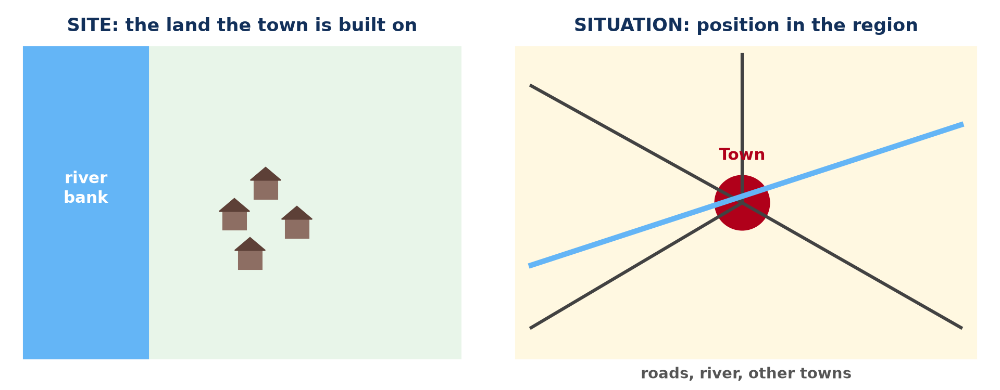 SITE: the land the town is built on
river
bank
SITUATION: position in the region
Town
roads, river, other towns